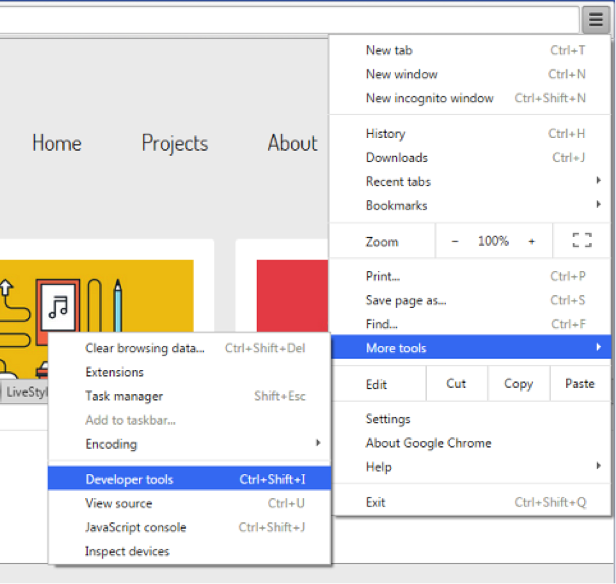 New tab Ctrl+T
New window Ctrl+N
New incognito window Ctrl+Shift+N
Home Projects About
History Ctrl+H
Downloads Ctrl+J
Recent tabs
Bookmarks
Zoom - 100% +
Print... Ctrl+P
Save page as... Ctrl+S
Find... Ctrl+F
More tools
Edit Cut Copy Paste
Settings
About Google Chrome
Help
Exit Ctrl+Shift+Q
Clear browsing data... Ctrl+Shift+Del
Extensions
Task manager Shift+Esc
Add to taskbar...
Encoding
Developer tools Ctrl+Shift+I
View source Ctrl+U
JavaScript console Ctrl+Shift+J
Inspect devices